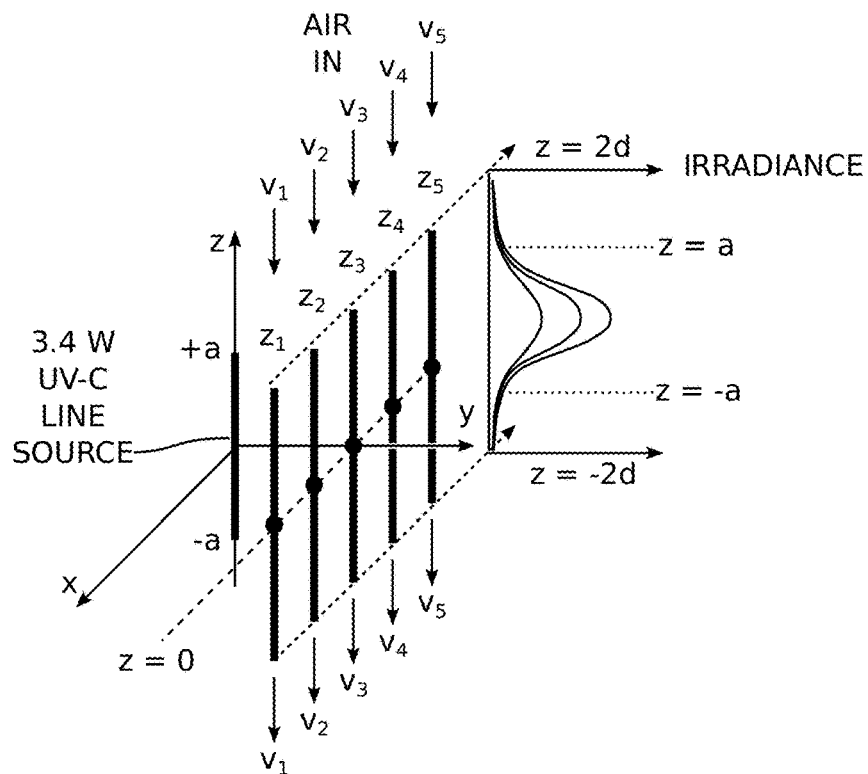 AIR
IN
v₅
v₄
v₃
v₂
v₁
z = 2d
IRRADIANCE
z₅
z₄
z₃
z₂
z₁
z
z = a
3.4 W
UV-C
LINE
SOURCE
+a
-a
y
x
z = 0
z = -a
z = -2d
v₅
v₄
v₃
v₂
v₁